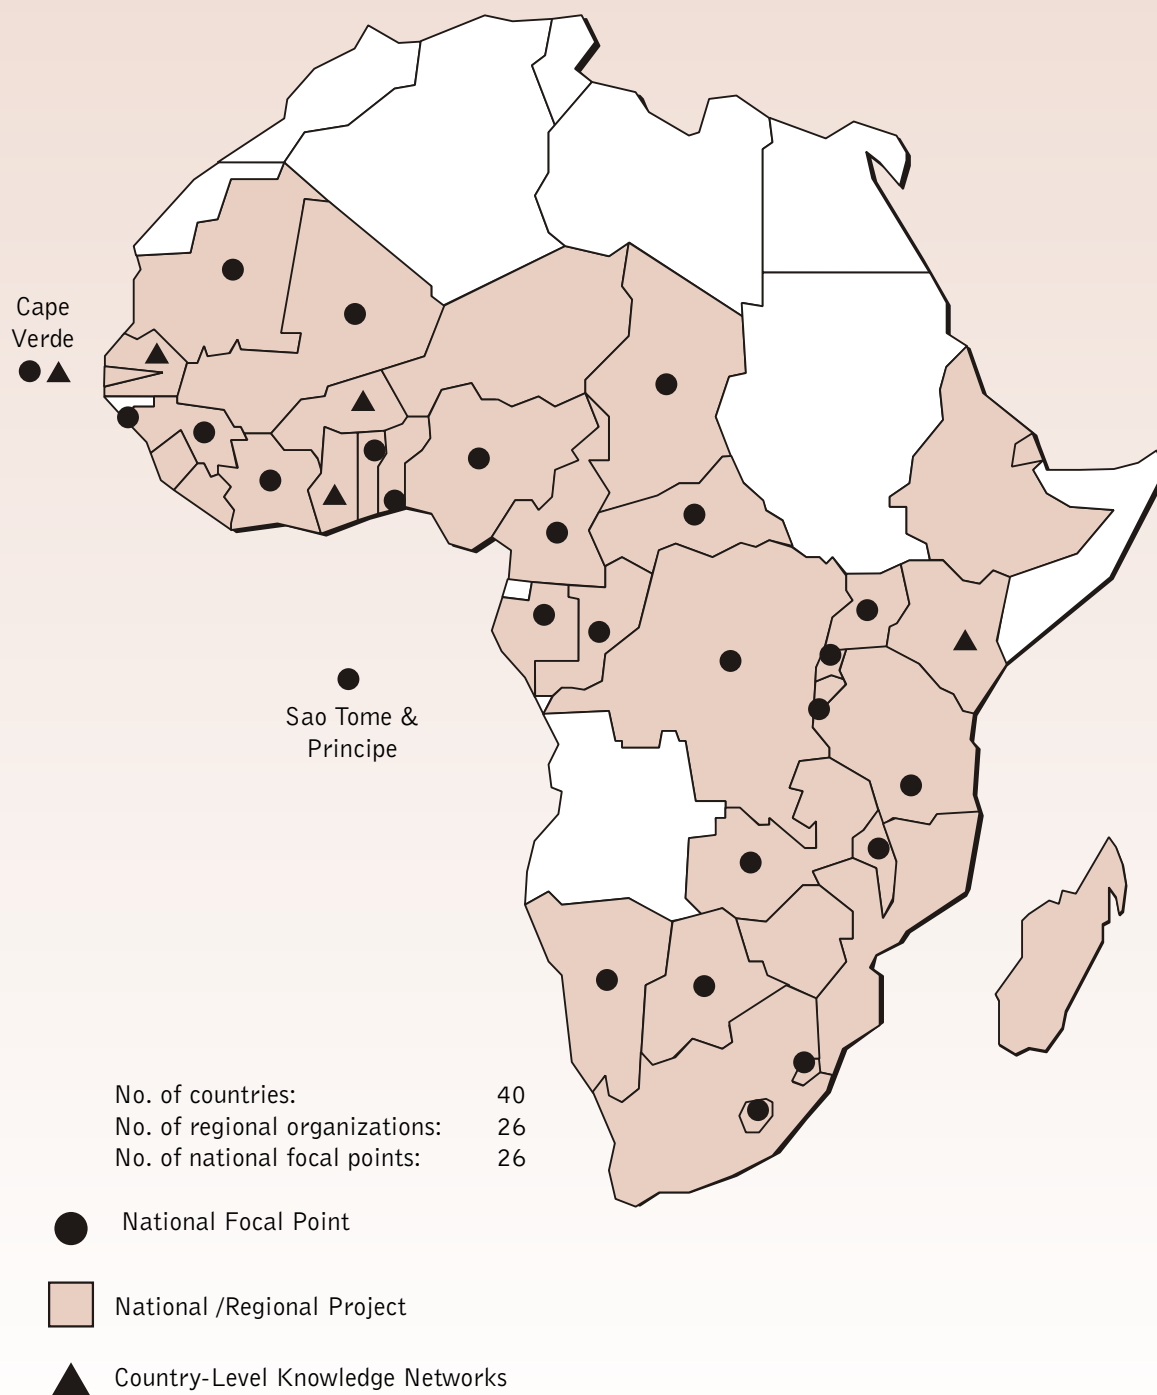 Cape
Verde
Sao Tome &
Principe
No. of countries: 40
No. of regional organizations: 26
No. of national focal points: 26
National Focal Point
National /Regional Project
Country-Level Knowledge Networks